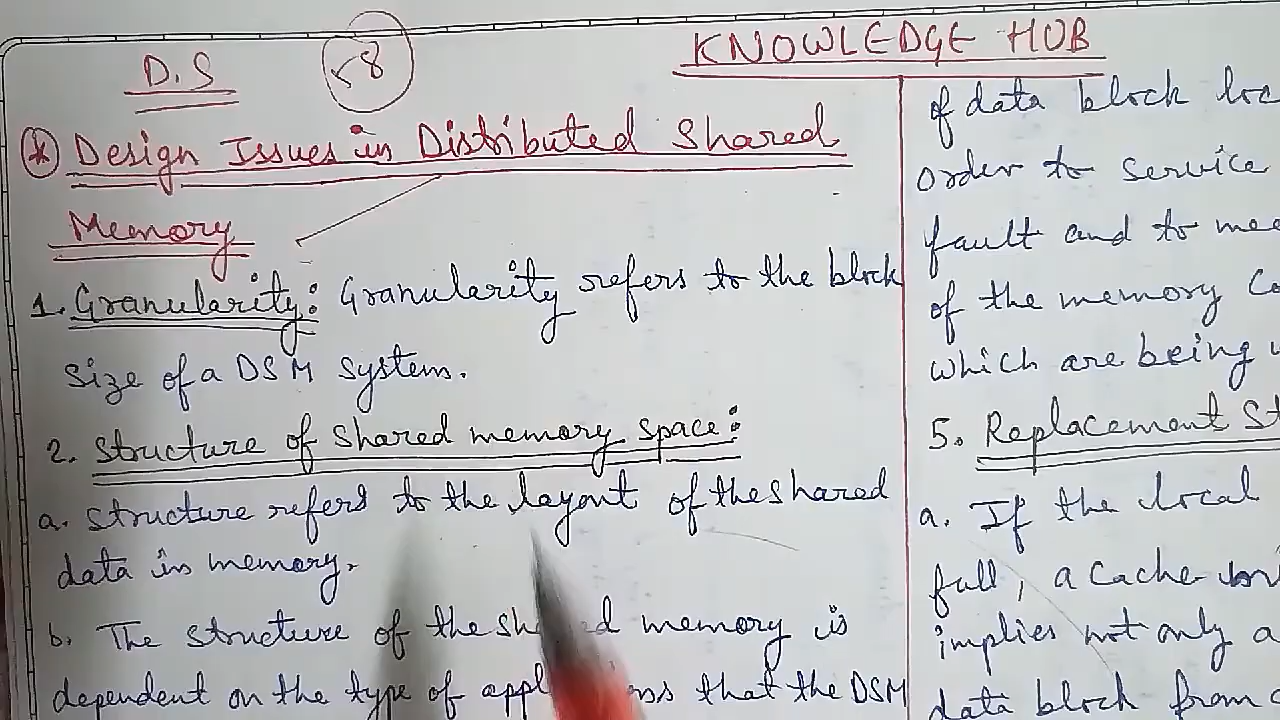 D.S
58
KNOWLEDGE HUB
* Design Issues in Distributed Shared
Memory
1. Granularity: Granularity refers to the block
size of a DSM System.
2. Structure of shared memory space:
a. structure refers to the layout of the shared
data in memory.
b. The structure of the memory is
dependent on the type of that the DSM
of data block
order to service
fault and to
of the memory
which are being
5. Replacement
a. If the local
full, a Cache
implies not only a
data block from